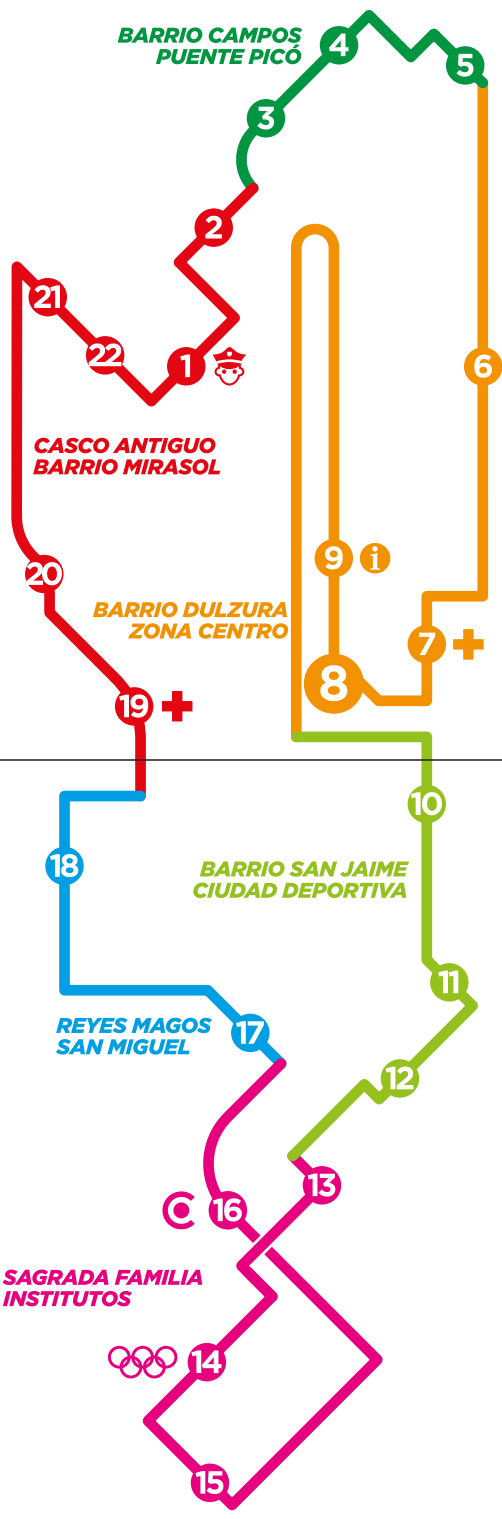 BARRIO CAMPOS
PUENTE PICÓ
4
5
3
2
21
22
1
6
CASCO ANTIGUO
BARRIO MIRASOL
9 i
20
BARRIO DULZURA
ZONA CENTRO
7
8
19
10
18
BARRIO SAN JAIME
CIUDAD DEPORTIVA
11
REYES MAGOS
SAN MIGUEL
17
12
13
16
SAGRADA FAMILIA
INSTITUTOS
14
15